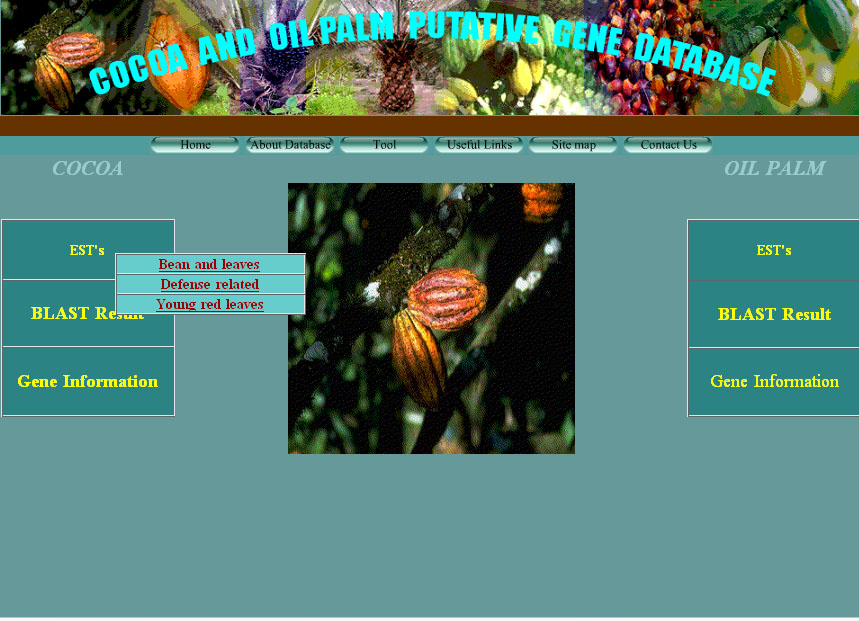 COCOA AND OIL PALM PUTATIVE GENE DATABASE
Home About Database Tool Useful Links Site map Contact Us
COCOA
OIL PALM
EST's
Bean and leaves
Defense related
Young red leaves
BLAST Result
Gene Information
EST's
BLAST Result
Gene Information